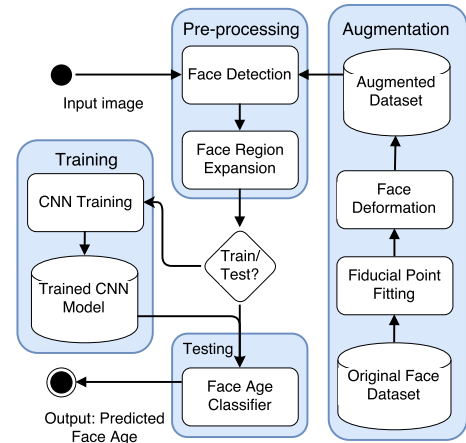 Pre-processing
Augmentation
Input image
Face Detection
Augmented
Dataset
Face Region
Expansion
Training
CNN Training
Face
Deformation
Train/
Test?
Trained CNN
Model
Fiducial Point
Fitting
Testing
Face Age
Classifier
Original Face
Dataset
Output: Predicted
Face Age